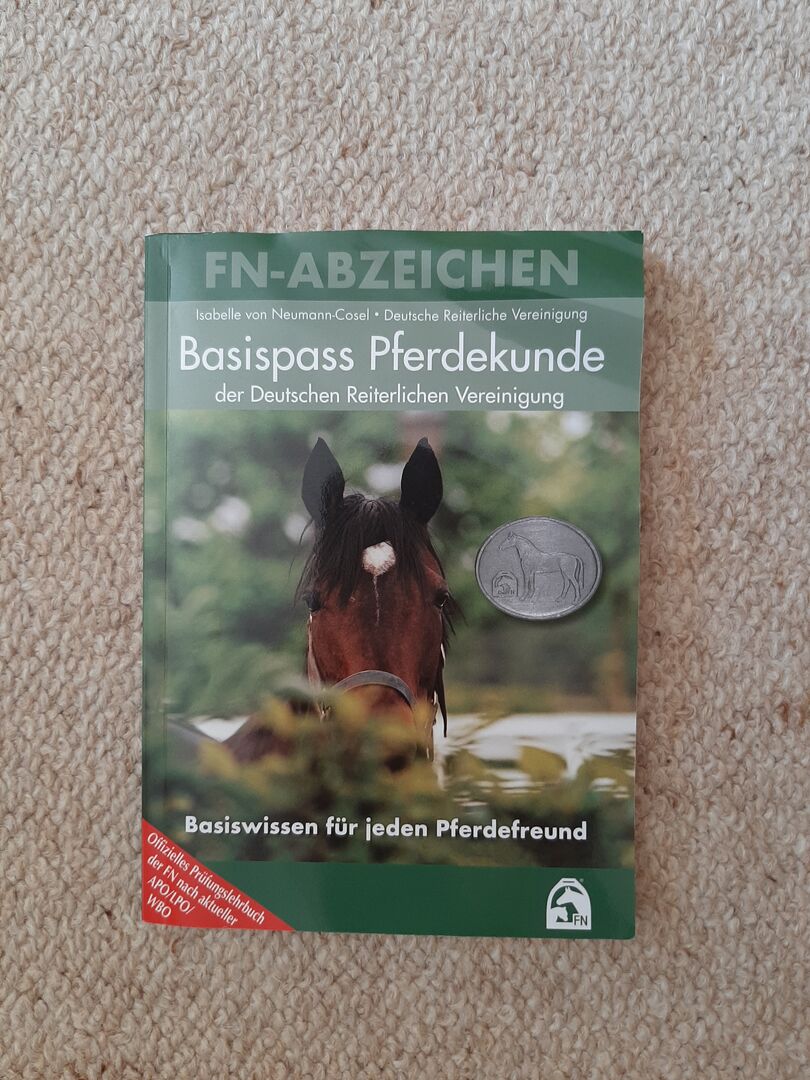 FN-ABZEICHEN
Isabelle von Neumann-Cosel • Deutsche Reiterliche Vereinigung
Basispass Pferdekunde
der Deutschen Reiterlichen Vereinigung
Basiswissen für jeden Pferdefreund
Offizielles Prüfungslehrbuch
der FN nach aktueller
APO/LPO/
WBO
FN